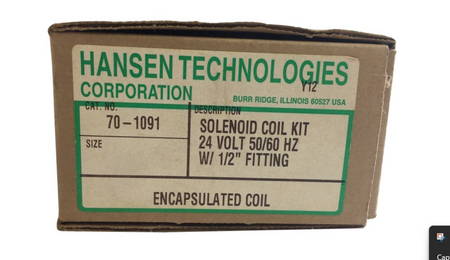 HANSEN TECHNOLOGIES
CORPORATION
Y12
BURR RIDGE, ILLINOIS 60527 USA
CAT. NO.
70-1091
DESCRIPTION
SOLENOID COIL KIT
24 VOLT 50/60 HZ
W/ 1/2" FITTING
SIZE
ENCAPSULATED COIL
Cap